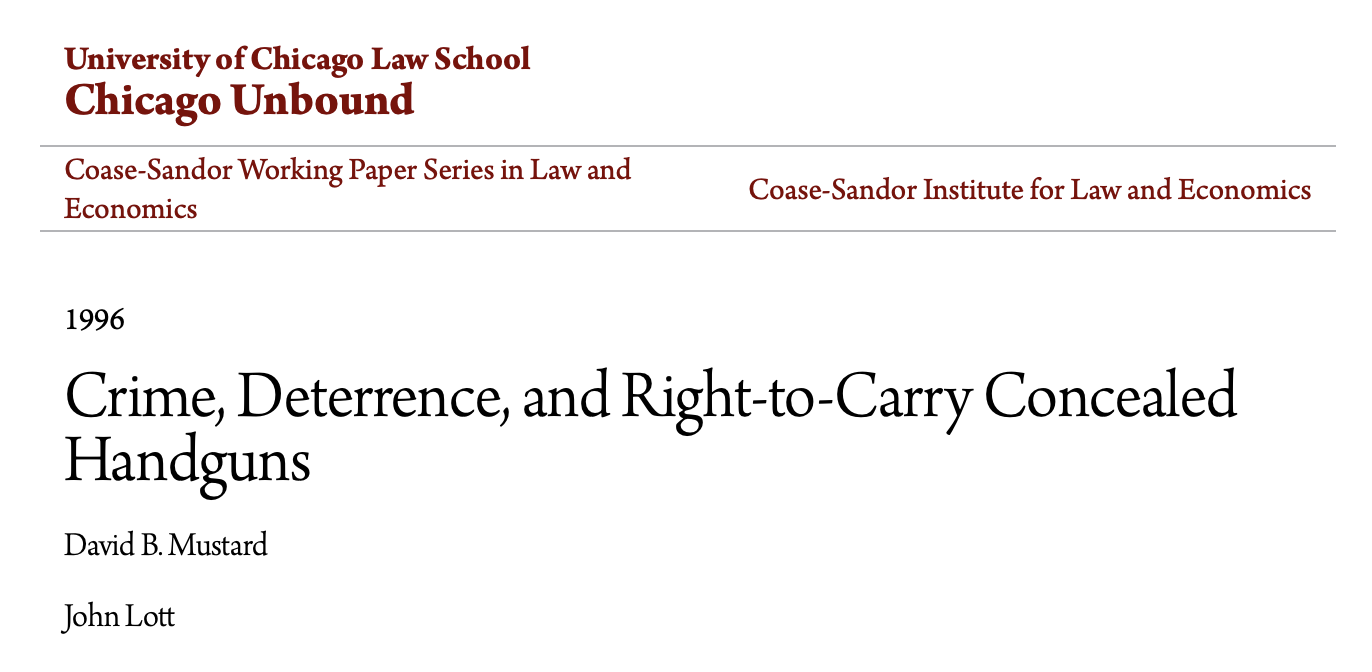 University of Chicago Law School
Chicago Unbound
Coase-Sandor Working Paper Series in Law and
Economics
Coase-Sandor Institute for Law and Economics
1996
Crime, Deterrence, and Right-to-Carry Concealed
Handguns
David B. Mustard
John Lott